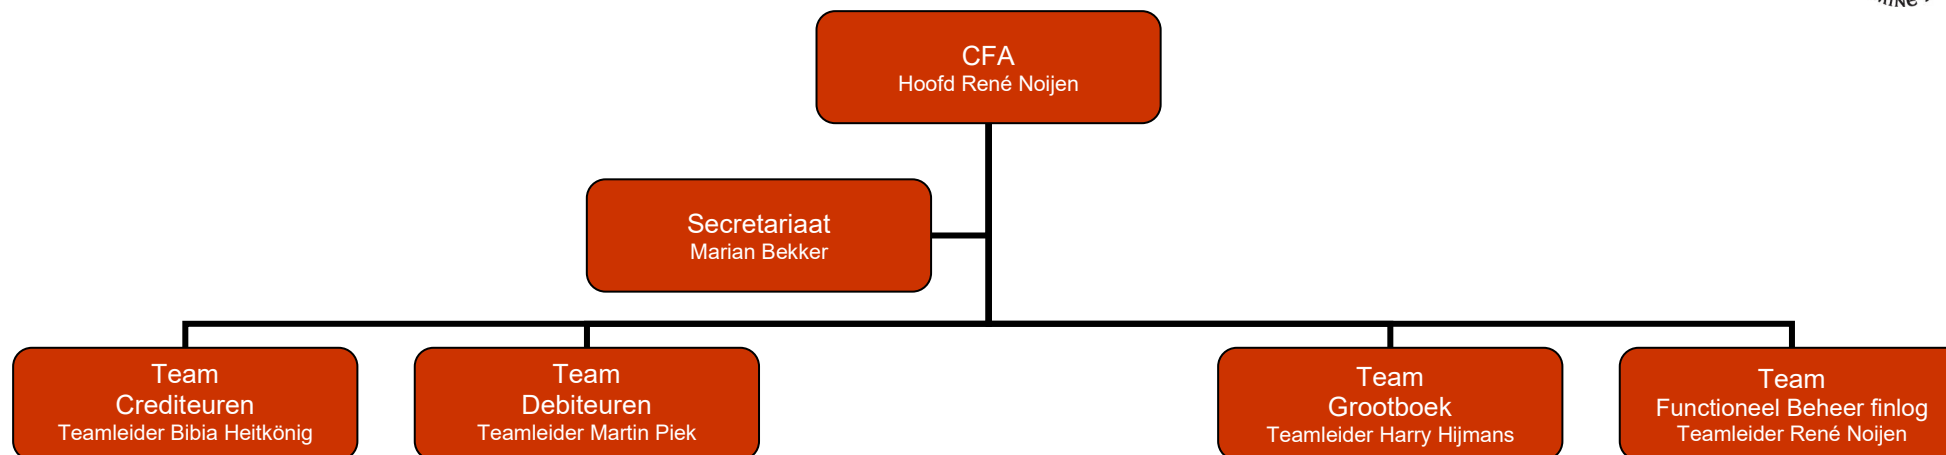 CFA
Hoofd René Noijen
Secretariaat
Marian Bekker
Team
Crediteuren
Teamleider Bibia Heitkönig
Team
Debiteuren
Teamleider Martin Piek
Team
Grootboek
Teamleider Harry Hijmans
Team
Functioneel Beheer finlog
Teamleider René Noijen